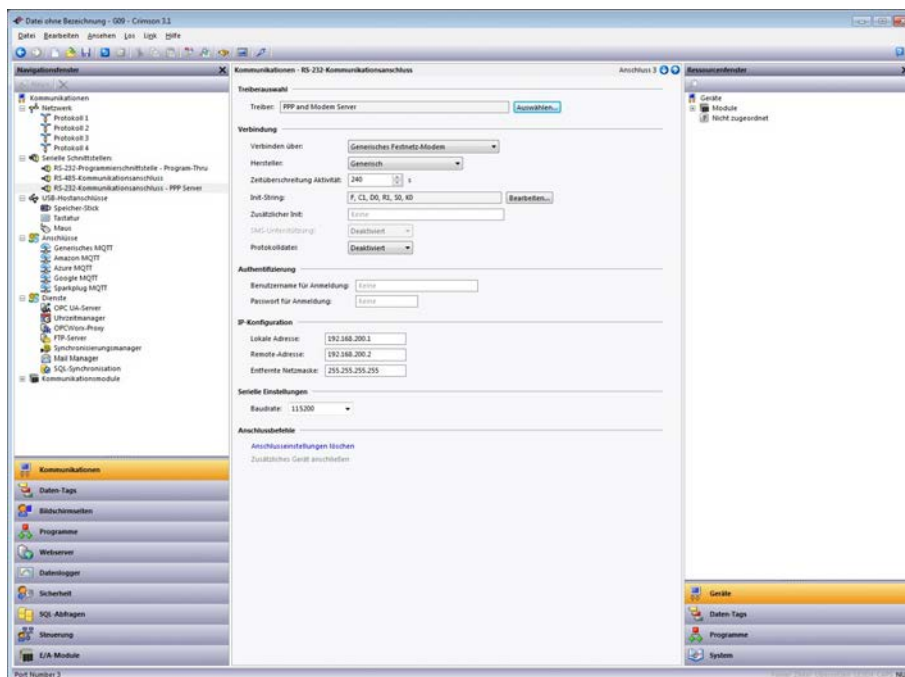 Datei ohne Bezeichnung - G09 - Crimson 3.1
Datei Bearbeiten Ansehen Los Link Hilfe
Navigationsfenster
Kommunikationen
Netzwerk
Protokoll 1
Protokoll 2
Protokoll 3
Protokoll 4
Serielle Schnittstellen
RS-232-Programmierschnittstelle - Program-Thru
RS-485-Kommunikationsanschluss
RS-232-Kommunikationsanschluss - PPP Server
USB-Hostanschlüsse
Speicher-Stick
Tastatur
Maus
Anschlüsse
Generisches MQTT
Amazon MQTT
Azure MQTT
Google MQTT
Sparkplug MQTT
Dienste
OPC UA-Server
Uhrzeitmanager
OPCWorx-Proxy
FTP-Server
Synchronisierungsmanager
Mail Manager
SQL-Synchronisation
Kommunikationsmodule
Kommunikationen
Daten-Tags
Bildschirmseiten
Programme
Webserver
Datenlogger
Sicherheit
SQL-Abfragen
Steuerung
E/A-Module
Kommunikationen - RS-232-Kommunikationsanschluss Anschluss 3
Treiberauswahl
Treiber: PPP and Modem Server Auswählen...
Verbindung
Verbinden über: Generisches Festnetz-Modem
Hersteller: Generisch
Zeitüberschreitung Aktivität: 240 s
Init-String: F, C1, D0, R1, S0, K0 Bearbeiten...
Zusätzlicher Init: Keine
SMS-Unterstützung: Deaktiviert
Protokolldatei: Deaktiviert
Authentifizierung
Benutzername für Anmeldung: Keine
Passwort für Anmeldung: Keine
IP-Konfiguration
Lokale Adresse: 192.168.200.1
Remote-Adresse: 192.168.200.2
Entfernte Netzmaske: 255.255.255.255
Serielle Einstellungen
Baudrate: 115200
Anschlussbefehle
Anschlusseinstellungen löschen
Zusätzliches Gerät anschließen
Ressourcenfenster
Geräte
Module
Nicht zugeordnet
Geräte
Daten-Tags
Programme
System
Port Number 3